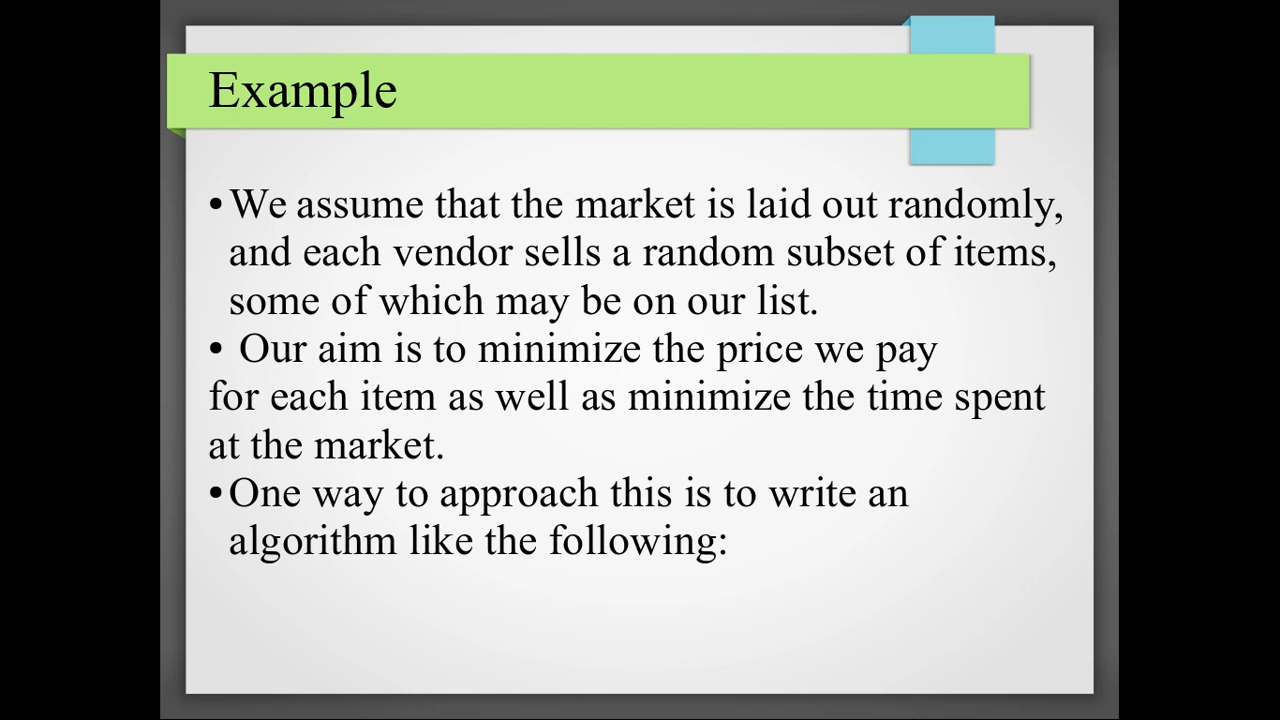 Example
•We assume that the market is laid out randomly,
and each vendor sells a random subset of items,
some of which may be on our list.
• Our aim is to minimize the price we pay
for each item as well as minimize the time spent
at the market.
•One way to approach this is to write an
algorithm like the following: